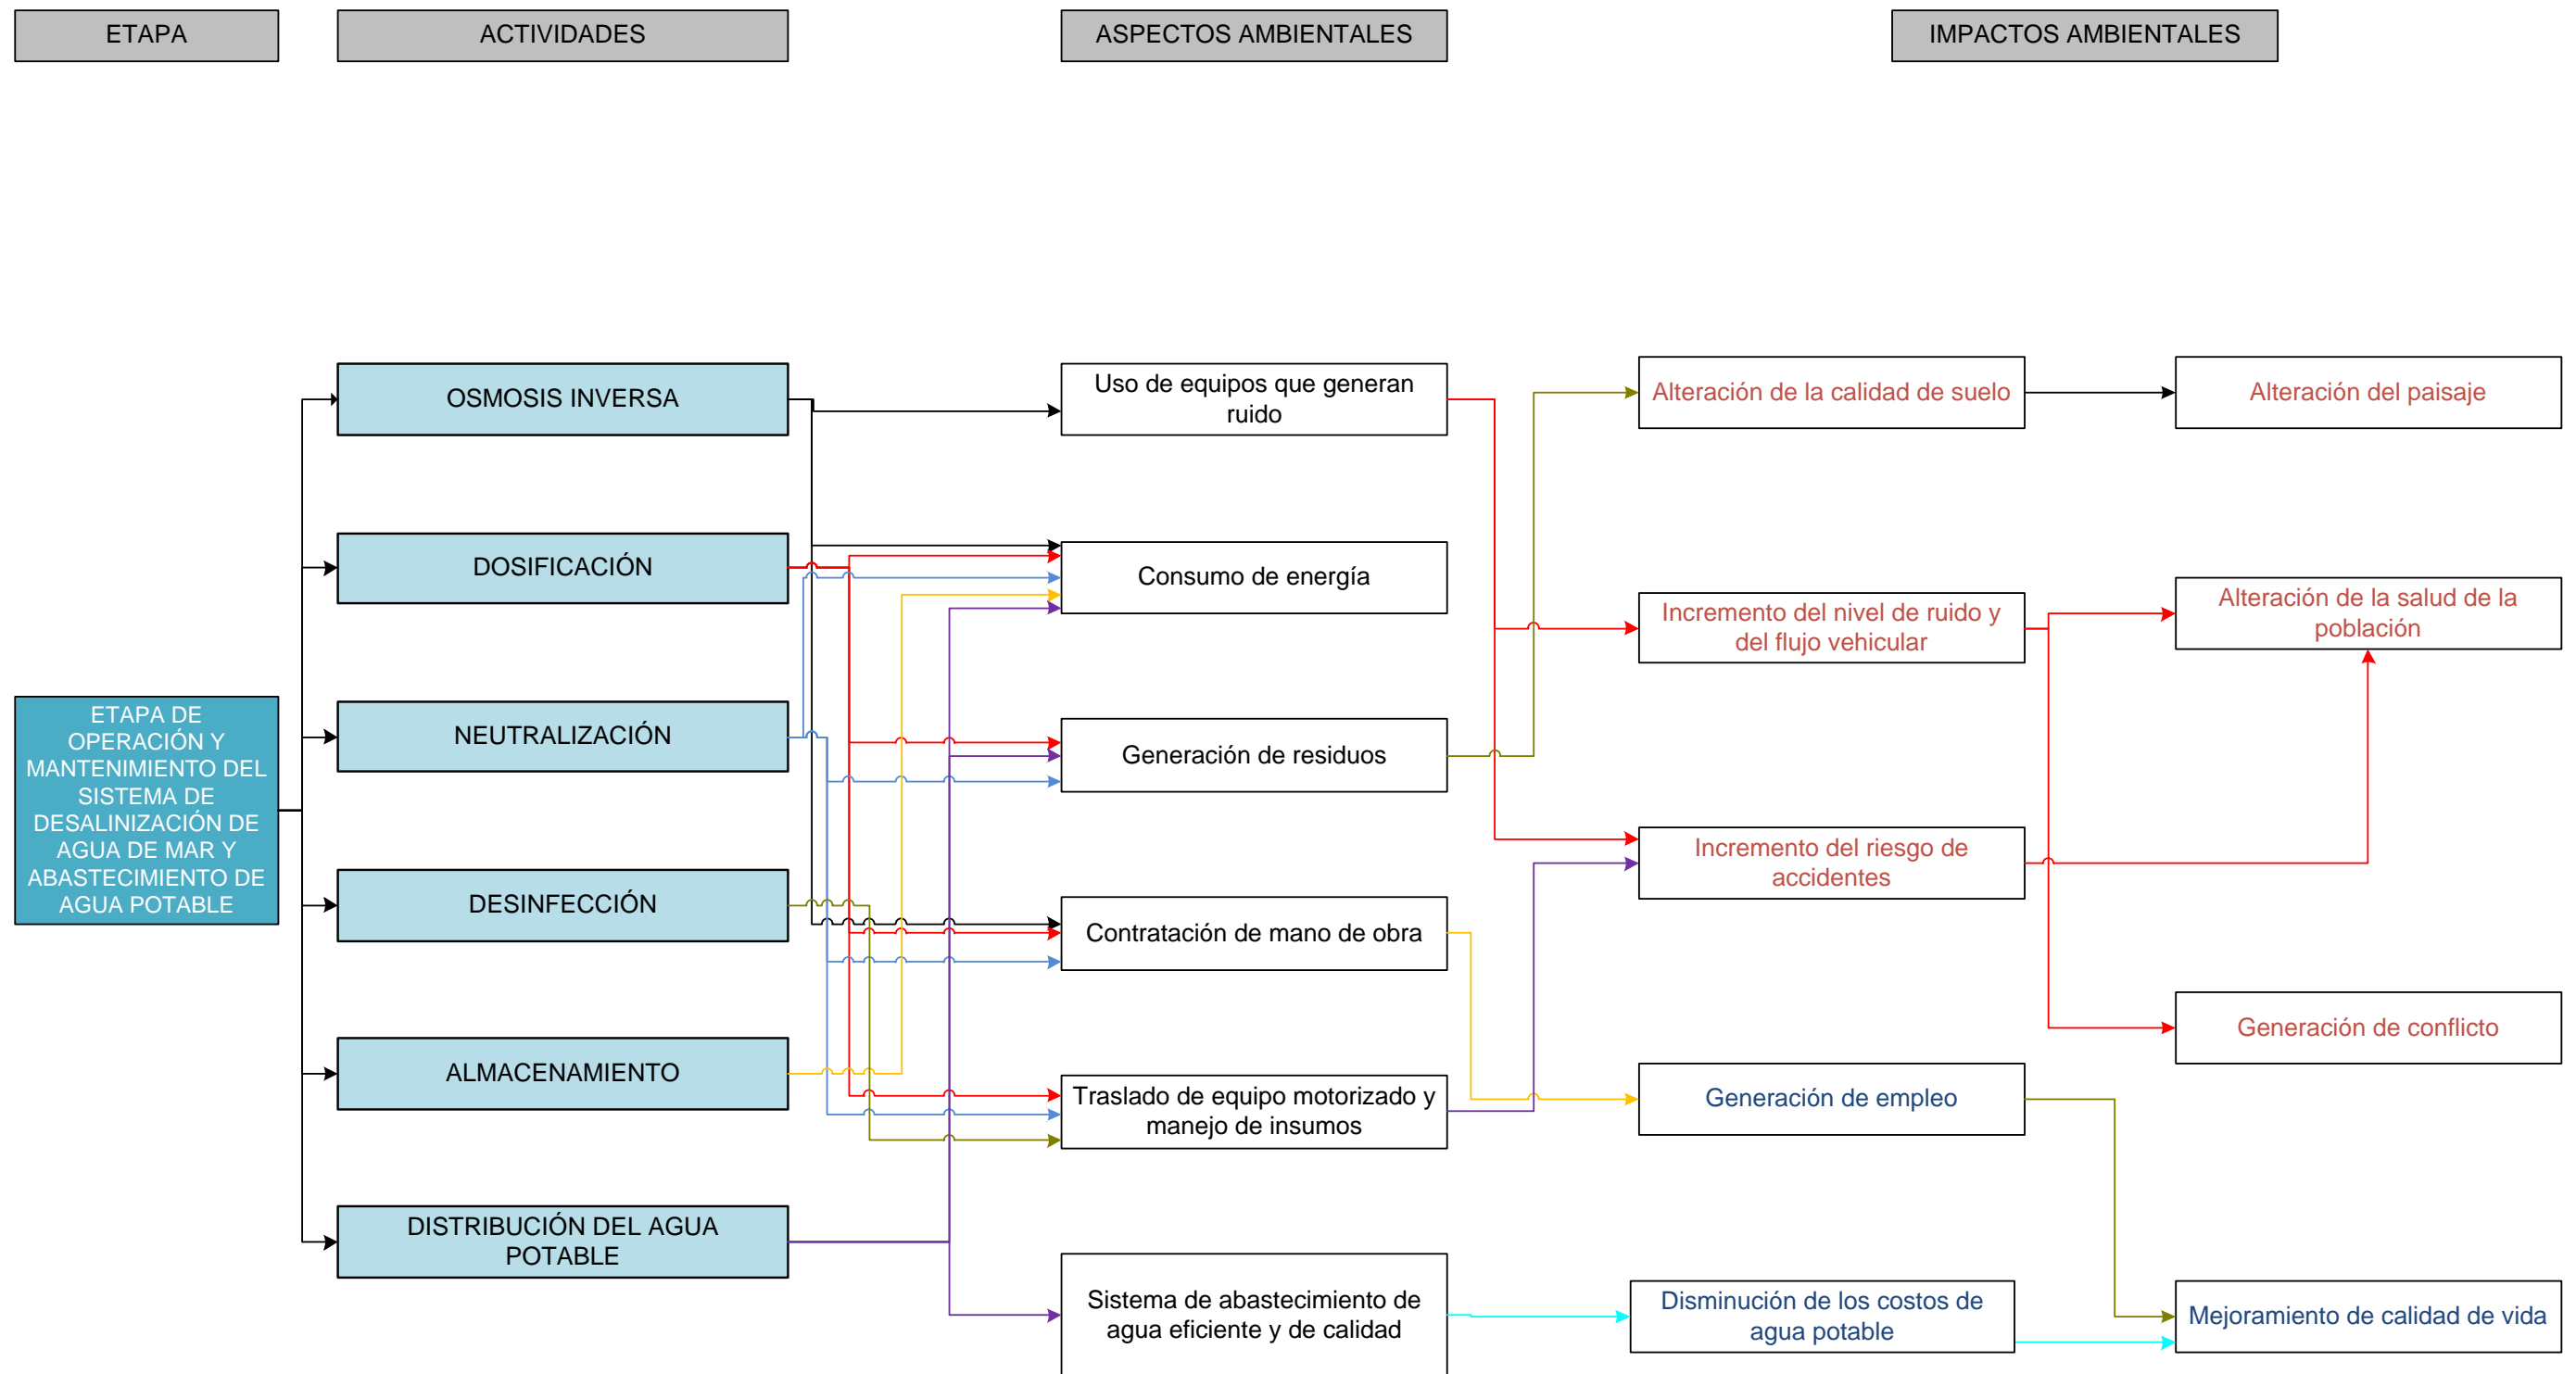 ETAPA
ACTIVIDADES
ASPECTOS AMBIENTALES
IMPACTOS AMBIENTALES
ETAPA DE
OPERACIÓN Y
MANTENIMIENTO DEL
SISTEMA DE
DESALINIZACIÓN DE
AGUA DE MAR Y
ABASTECIMIENTO DE
AGUA POTABLE
OSMOSIS INVERSA
DOSIFICACIÓN
NEUTRALIZACIÓN
DESINFECCIÓN
ALMACENAMIENTO
DISTRIBUCIÓN DEL AGUA
POTABLE
Uso de equipos que generan
ruido
Consumo de energía
Generación de residuos
Contratación de mano de obra
Traslado de equipo motorizado y
manejo de insumos
Sistema de abastecimiento de
agua eficiente y de calidad
Alteración de la calidad de suelo
Incremento del nivel de ruido y
del flujo vehicular
Incremento del riesgo de
accidentes
Generación de empleo
Disminución de los costos de
agua potable
Alteración del paisaje
Alteración de la salud de la
población
Generación de conflicto
Mejoramiento de calidad de vida